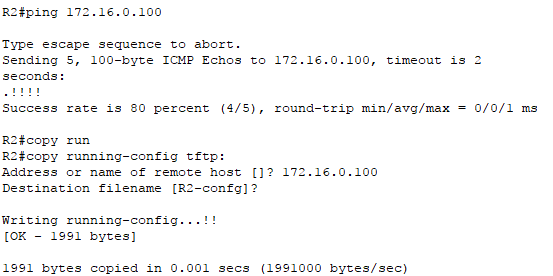 R2#ping 172.16.0.100
Type escape sequence to abort.
Sending 5, 100-byte ICMP Echos to 172.16.0.100, timeout is 2
seconds:
.!!!!
Success rate is 80 percent (4/5), round-trip min/avg/max = 0/0/1 ms
R2#copy run
R2#copy running-config tftp:
Address or name of remote host []? 172.16.0.100
Destination filename [R2-confg]?
Writing running-config...!!
[OK - 1991 bytes]
1991 bytes copied in 0.001 secs (1991000 bytes/sec)